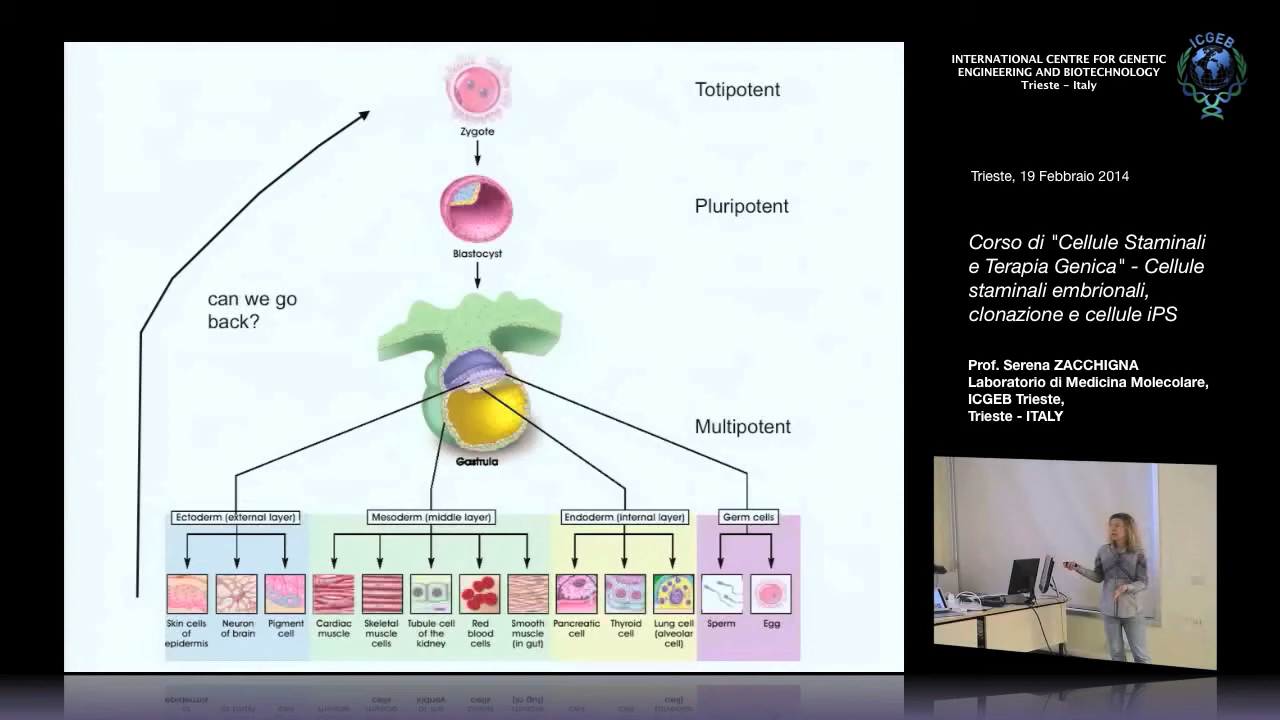 Totipotent
Zygote
Pluripotent
Blastocyst
can we go
back?
Multipotent
Gastrula
Ectoderm (external layer)
Mesoderm (middle layer)
Endoderm (internal layer)
Germ cells
Skin cells
of
epidermis
Neuron
of brain
Pigment
cell
Cardiac
muscle
Skeletal
muscle
cells
Tubule cell
of the
kidney
Red
blood
cells
Smooth
muscle
(in gut)
Pancreatic
cell
Thyroid
cell
Lung cell
(alveolar
cell)
Sperm
Egg
INTERNATIONAL CENTRE FOR GENETIC
ENGINEERING AND BIOTECHNOLOGY
Trieste - Italy
ICGEB
Trieste, 19 Febbraio 2014
Corso di "Cellule Staminali
e Terapia Genica" - Cellule
staminali embrionali,
clonazione e cellule iPS
Prof. Serena ZACCHIGNA
Laboratorio di Medicina Molecolare,
ICGEB Trieste,
Trieste - ITALY